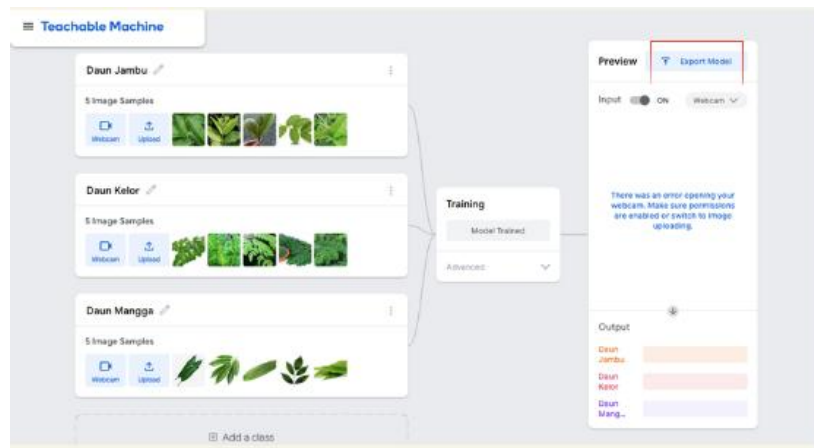 Teachable Machine
Daun Jambu
5 Image Samples
Webcam
Upload
Daun Kelor
5 Image Samples
Webcam
Upload
Daun Mangga
5 Image Samples
Webcam
Upload
Add a class
Training
Model Trained
Advanced
Preview
Export Model
Input
ON
Webcam
There was an error opening your
webcam. Make sure permissions
are enabled or switch to image
uploading.
Output
Daun
Jambu
Daun
Kelor
Daun
Mang...